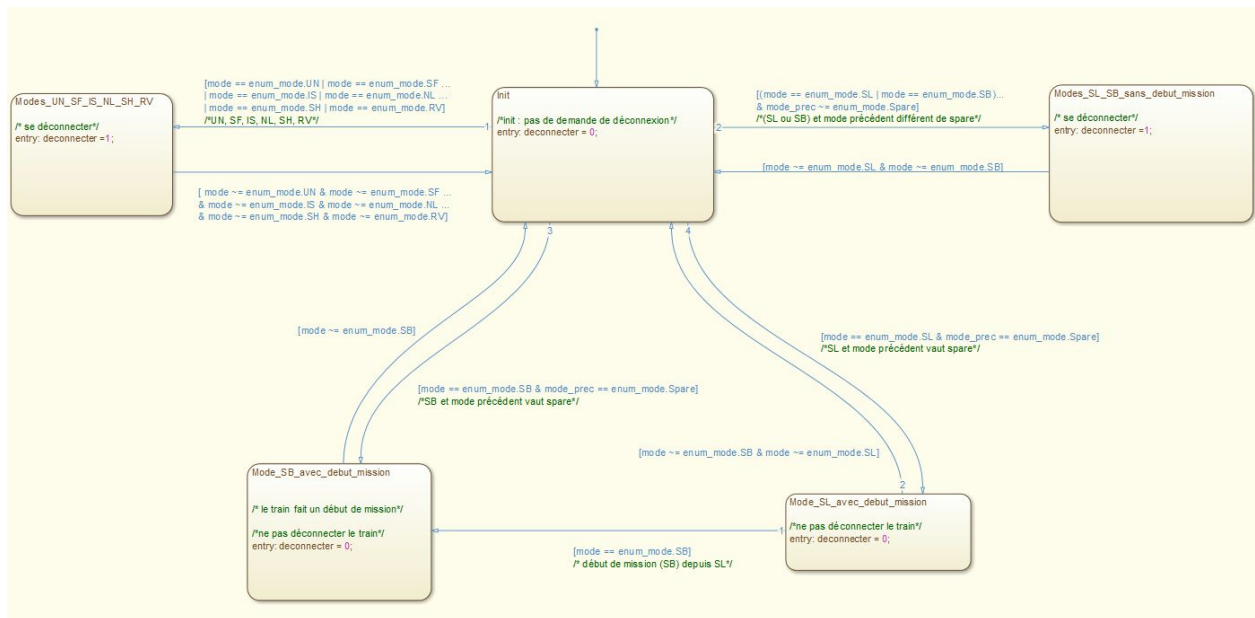 [mode == enum_mode.UN | mode == enum_mode.SF ...
| mode == enum_mode.IS | mode == enum_mode.NL ...
| mode == enum_mode.SH | mode == enum_mode.RV]
/*UN, SF, IS, NL, SH, RV*/
1
Modes_UN_SF_IS_NL_SH_RV
/* se déconnecter*/
entry: deconnecter =1;
[ mode ~= enum_mode.UN & mode ~= enum_mode.SF ...
& mode ~= enum_mode.IS & mode ~= enum_mode.NL ...
& mode ~= enum_mode.SH & mode ~= enum_mode.RV]
Init
/*init : pas de demande de déconnexion*/
entry: deconnecter = 0;
[(mode == enum_mode.SL | mode == enum_mode.SB)...
& mode_prec ~= enum_mode.Spare]
/*(SL ou SB) et mode précédent différent de spare*/
2
[mode ~= enum_mode.SL & mode ~= enum_mode.SB]
Modes_SL_SB_sans_debut_mission
/* se déconnecter*/
entry: deconnecter =1;
3
4
[mode ~= enum_mode.SB]
[mode == enum_mode.SL & mode_prec == enum_mode.Spare]
/*SL et mode précédent vaut spare*/
[mode == enum_mode.SB & mode_prec == enum_mode.Spare]
/*SB et mode précédent vaut spare*/
[mode ~= enum_mode.SB & mode ~= enum_mode.SL]
Mode_SB_avec_debut_mission
/* le train fait un début de mission*/
/*ne pas déconnecter le train*/
entry: deconnecter = 0;
2
Mode_SL_avec_debut_mission
/*ne pas déconnecter le train*/
entry: deconnecter = 0;
1
[mode == enum_mode.SB]
/* début de mission (SB) depuis SL*/